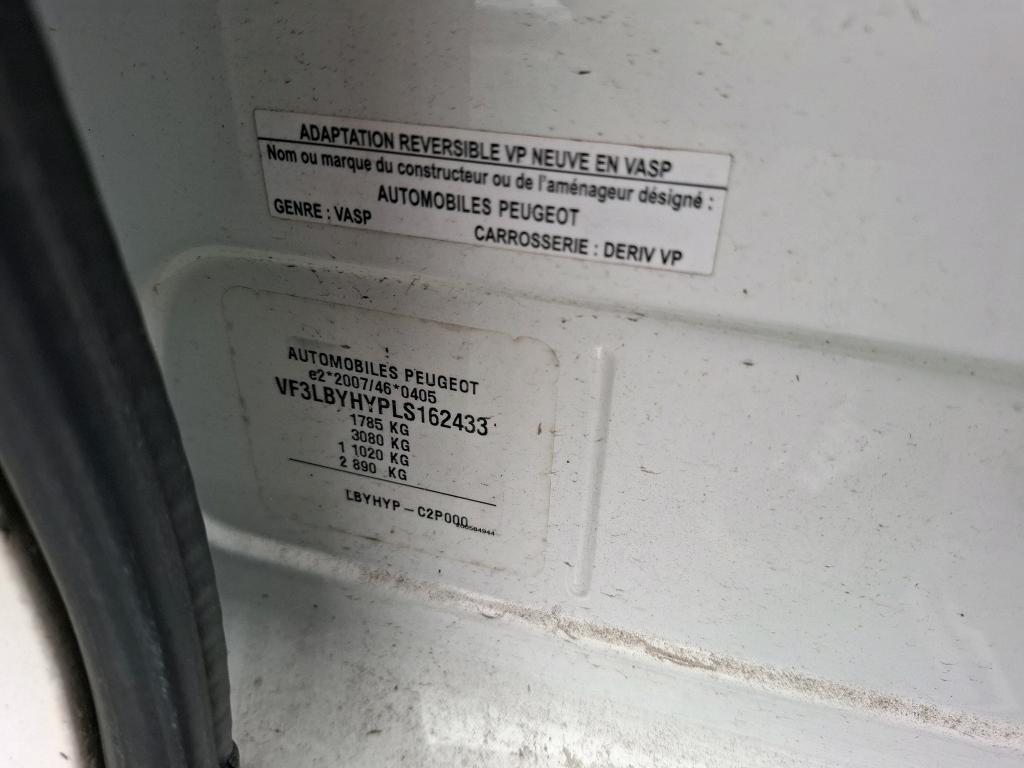 ADAPTATION REVERSIBLE VP NEUVE EN VASP
Nom ou marque du constructeur ou de l'aménageur désigné :
AUTOMOBILES PEUGEOT
GENRE : VASP
CARROSSERIE : DERIV VP
AUTOMOBILES PEUGEOT
e2*2007/46*0405
VF3LBYHYPLS162433
1785 KG
3080 KG
1 1020 KG
2 890 KG
LBYHYP - C2P000